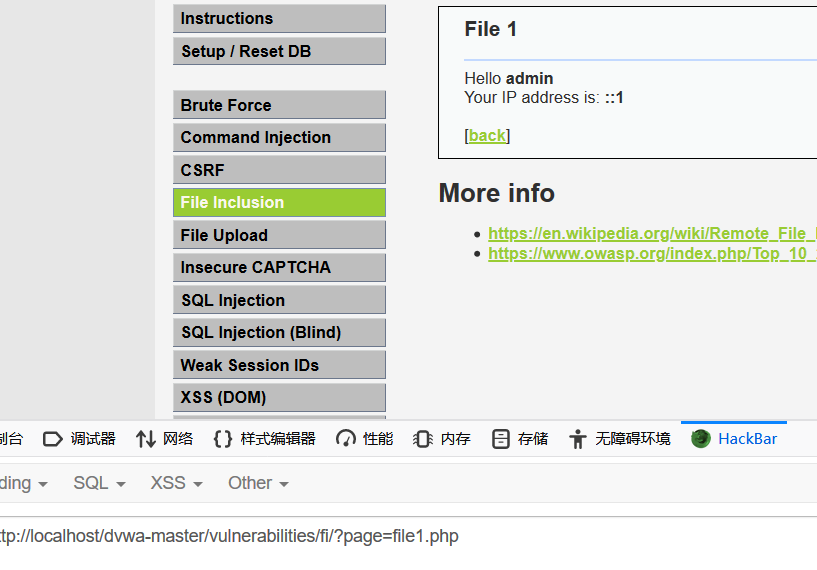 Instructions
Setup / Reset DB
Brute Force
Command Injection
CSRF
File Inclusion
File Upload
Insecure CAPTCHA
SQL Injection
SQL Injection (Blind)
Weak Session IDs
XSS (DOM)
File 1
Hello admin
Your IP address is: ::1
[back]
More info
https://en.wikipedia.org/wiki/Remote_File_
https://www.owasp.org/index.php/Top_10_
制台 调试器 网络 {} 样式编辑器 性能 内存 存储 无障碍环境 HackBar
ding SQL XSS Other
ttp://localhost/dvwa-master/vulnerabilities/fi/?page=file1.php